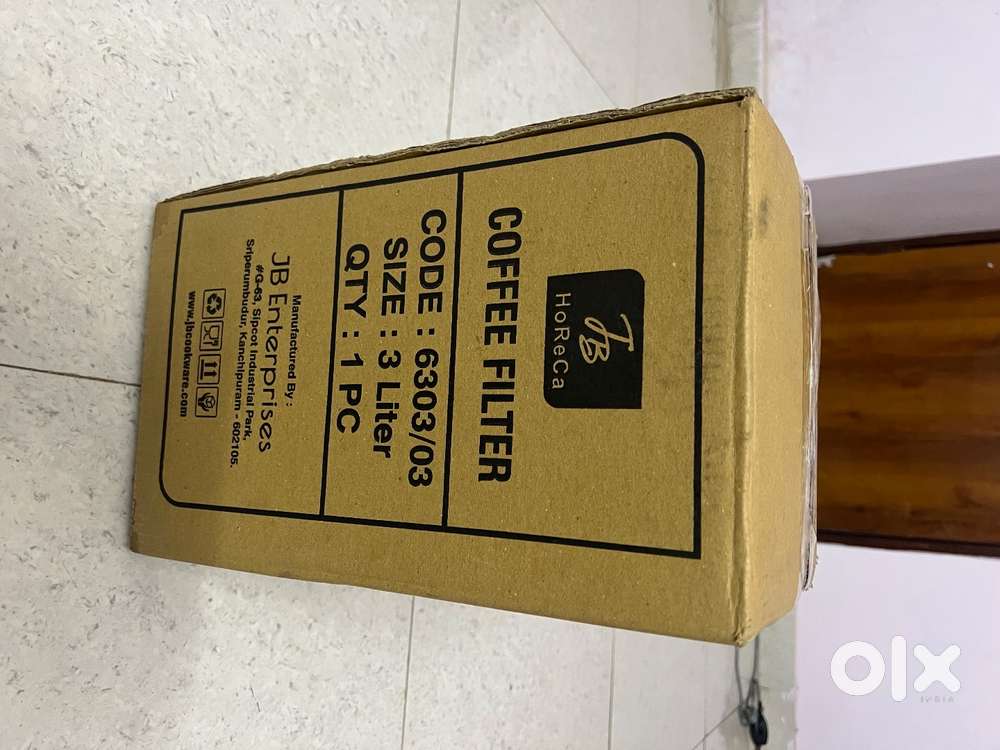 JB
HoReCa
COFFEE FILTER
CODE : 6303/03
SIZE : 3 Liter
QTY : 1 PC
Manufactured By :
JB Enterprises
#G-63, Sipcot Industrial Park,
Sriperumbudur, Kanchipuram - 602105.
www.jbcookware.com
olx
INDIA